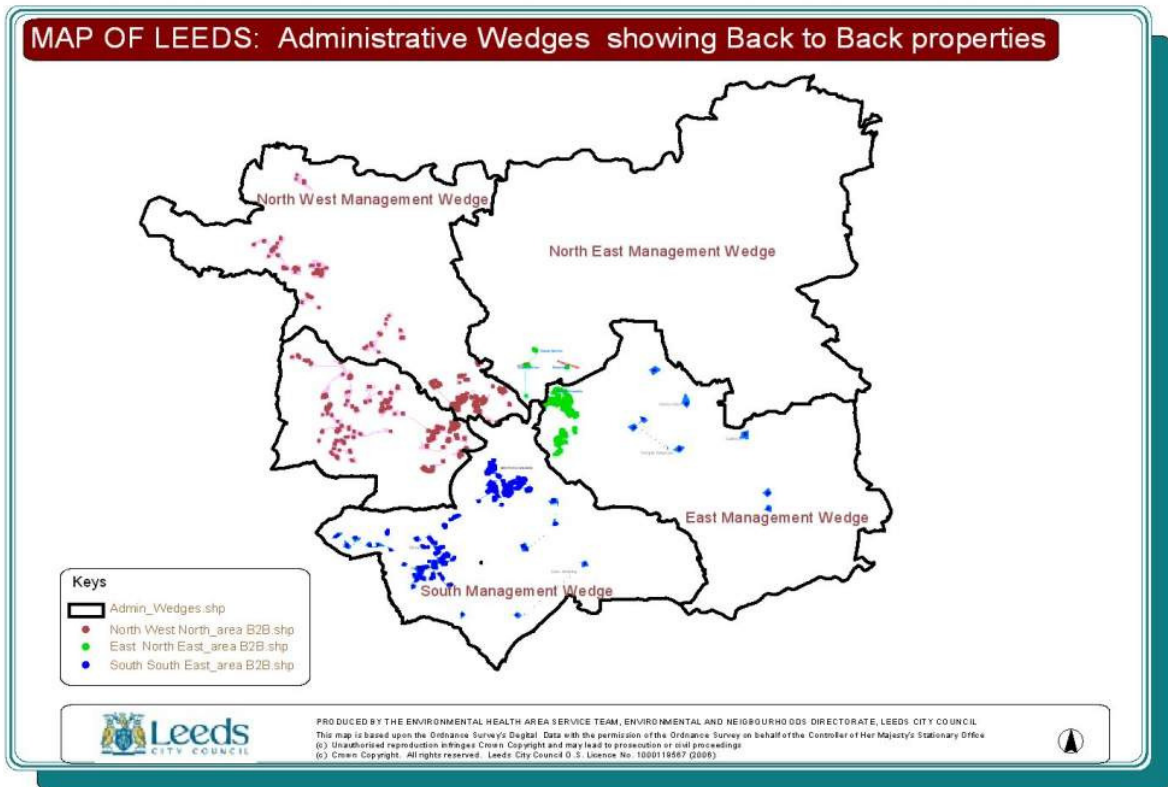 MAP OF LEEDS: Administrative Wedges showing Back to Back properties
North West Management Wedge
North East Management Wedge
East Management Wedge
South Management Wedge
Keys
Admin_Wedges.shp
North West North_area B2B.shp
East North East_area B2B.shp
South South East_area B2B.shp
Leeds
CITY COUNCIL
PRODUCED BY THE ENVIRONMENTAL HEALTH AREA SERVICE TEAM, ENVIRONMENTAL AND NEIGBOURHOODS DIRECTORATE, LEEDS CITY COUNCIL
This map is based upon the Ordnance Survey's Degital Data with the permission of the Ordnance Survey on behalf of the Controller of Her Majesty's Stationary Office
(c) Unauthorised reproduction infringes Crown Copyright and may lead to prosecution or civil proceedings
(c) Crown Copyright. All rights reserved. Leeds City Council O.S. Licence No. 1000119567 (2006)